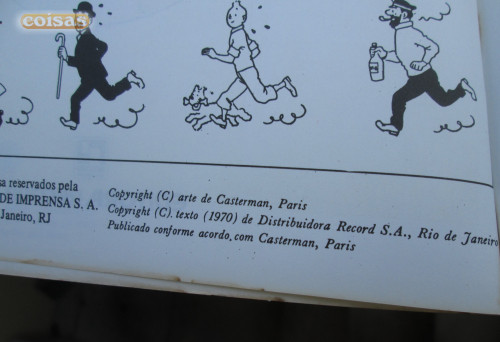 coisas
sa reservados pela
DE IMPRENSA S. A.
Janeiro, RJ
Copyright (C) arte de Casterman, Paris
Copyright (C). texto (1970) de Distribuidora Record S.A., Rio de Janeiro
Publicado conforme acordo, com Casterman, Paris